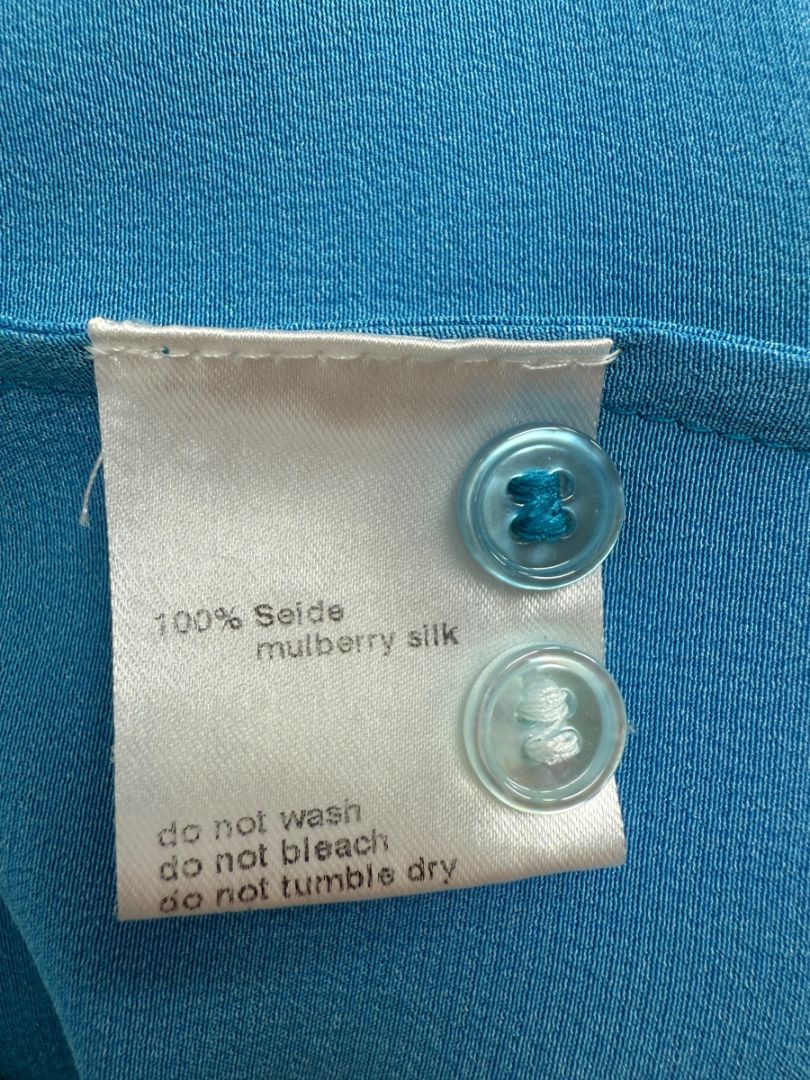 100% Seide
mulberry silk
do not wash
do not bleach
do not tumble dry